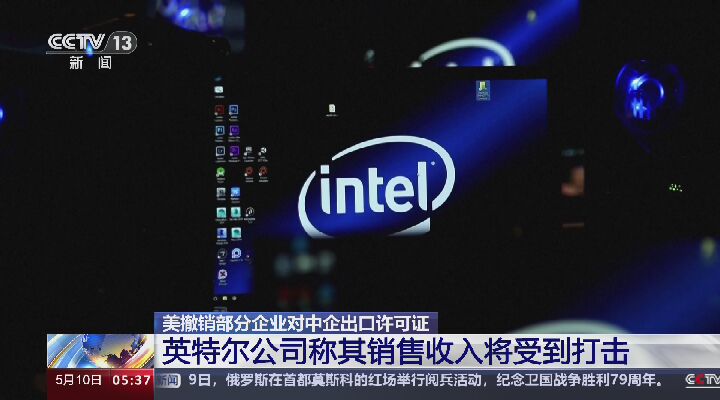 CCTV 13
新闻
intel
美撤销部分企业对中企出口许可证
英特尔公司称其销售收入将受到打击
5月10日 05:37 新闻 9日，俄罗斯在首都莫斯科的红场举行阅兵活动，纪念卫国战争胜利79周年。 CCTV